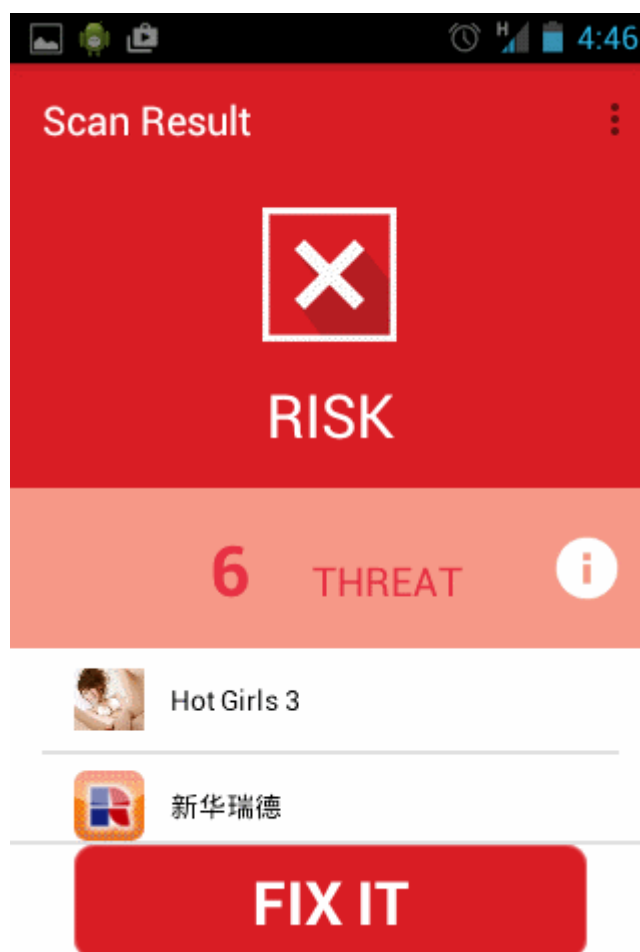 H 4:46
Scan Result
RISK
6 THREAT
i
Hot Girls 3
R 新华瑞德
FIX IT